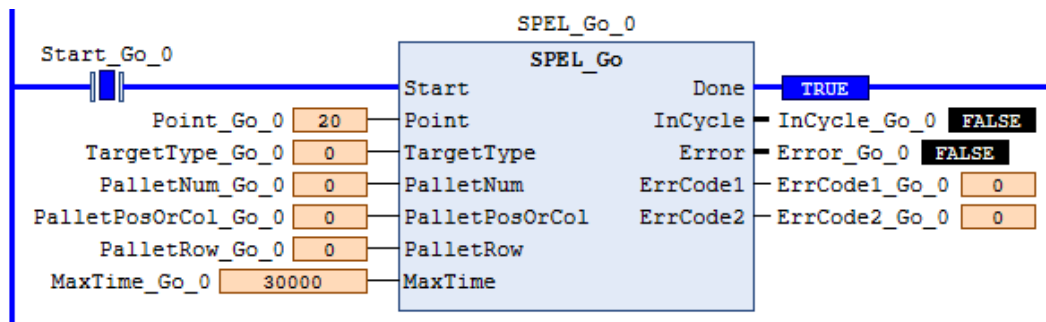 SPEL_Go_0
Start_Go_0
SPEL_Go
Start Done TRUE
Point_Go_0 20 Point InCycle InCycle_Go_0 FALSE
TargetType_Go_0 0 TargetType Error Error_Go_0 FALSE
PalletNum_Go_0 0 PalletNum ErrCode1 ErrCode1_Go_0 0
PalletPosOrCol_Go_0 0 PalletPosOrCol ErrCode2 ErrCode2_Go_0 0
PalletRow_Go_0 0 PalletRow
MaxTime_Go_0 30000 MaxTime